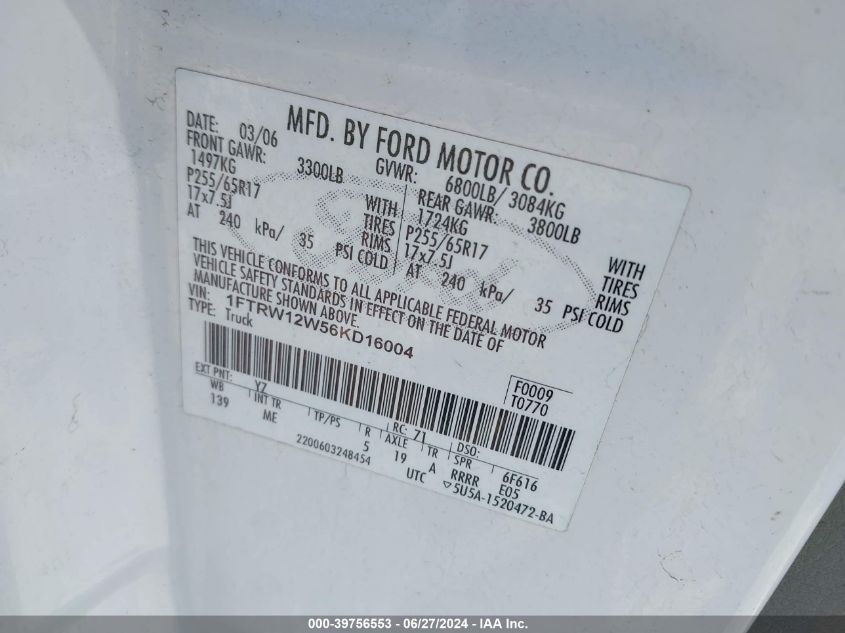 MFD. BY FORD MOTOR CO.
DATE: 03/06 GVWR: 6800LB/ 3084KG
FRONT GAWR: 3300LB REAR GAWR: 3800LB
1497KG WITH 1724KG WITH
P255/65R17 TIRES P255/65R17 TIRES
17x7.5J RIMS 17x7.5J RIMS
AT 240 kPa/ 35 PSI COLD AT 240 kPa/ 35 PSI COLD
THIS VEHICLE CONFORMS TO ALL APPLICABLE FEDERAL MOTOR
VEHICLE SAFETY STANDARDS IN EFFECT ON THE DATE OF
MANUFACTURE SHOWN ABOVE.
VIN: 1FTRW12W56KD16004
TYPE: Truck
F0009
T0770
EXT PNT: YZ RC: 71 DSO:
WB INT TR TP/PS R AXLE TR SPR 6F616
139 ME 5 19 A RRRR E05
2200603248454 UTC ▽5U5A-1520472-BA
Ford
000-39756553 - 06/27/2024 - IAA Inc.